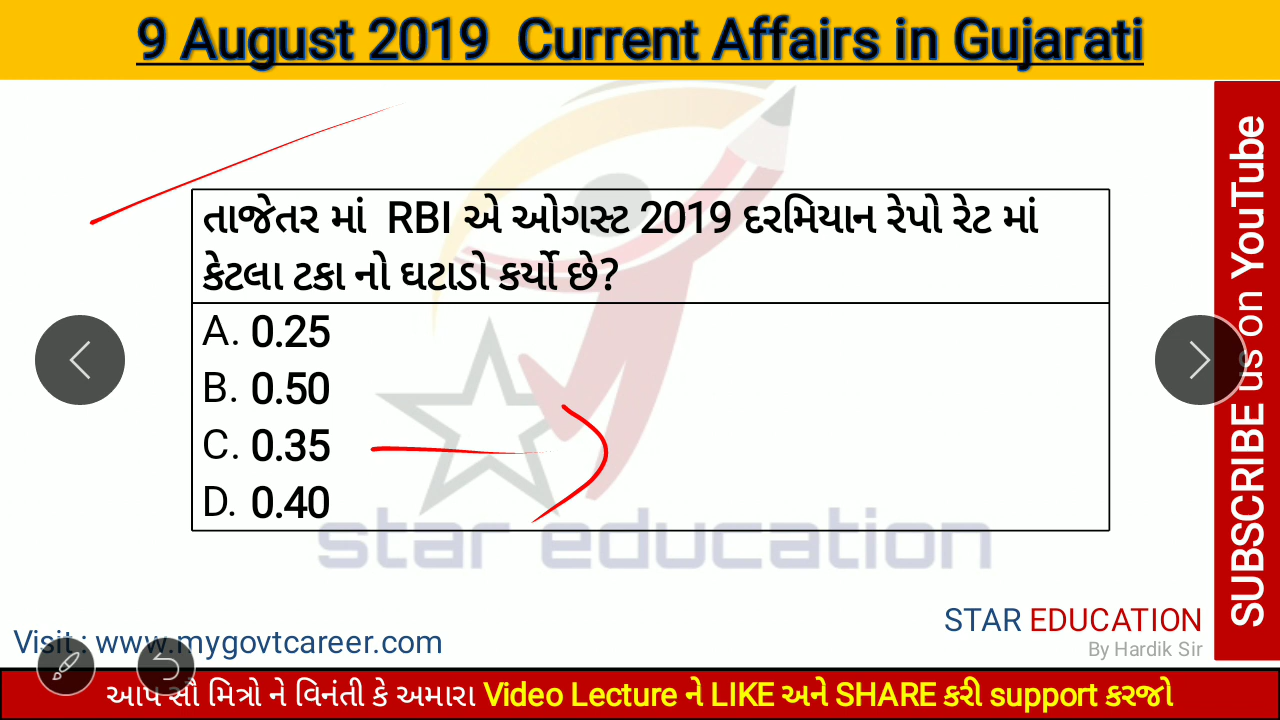 9 August 2019 Current Affairs in Gujarati
તાજેતર માં RBI એ ઓગસ્ટ 2019 દરમિયાન રેપો રેટ માં
કેટલા ટકા નો ઘટાડો કર્યો છે?
A. 0.25
B. 0.50
C. 0.35
D. 0.40
star education
SUBSCRIBE us on YouTube
STAR EDUCATION
By Hardik Sir
Visit : www.mygovtcareer.com
આપ સૌ મિત્રો ને વિનંતી કે અમારા Video Lecture ને LIKE અને SHARE કરી support કરજો